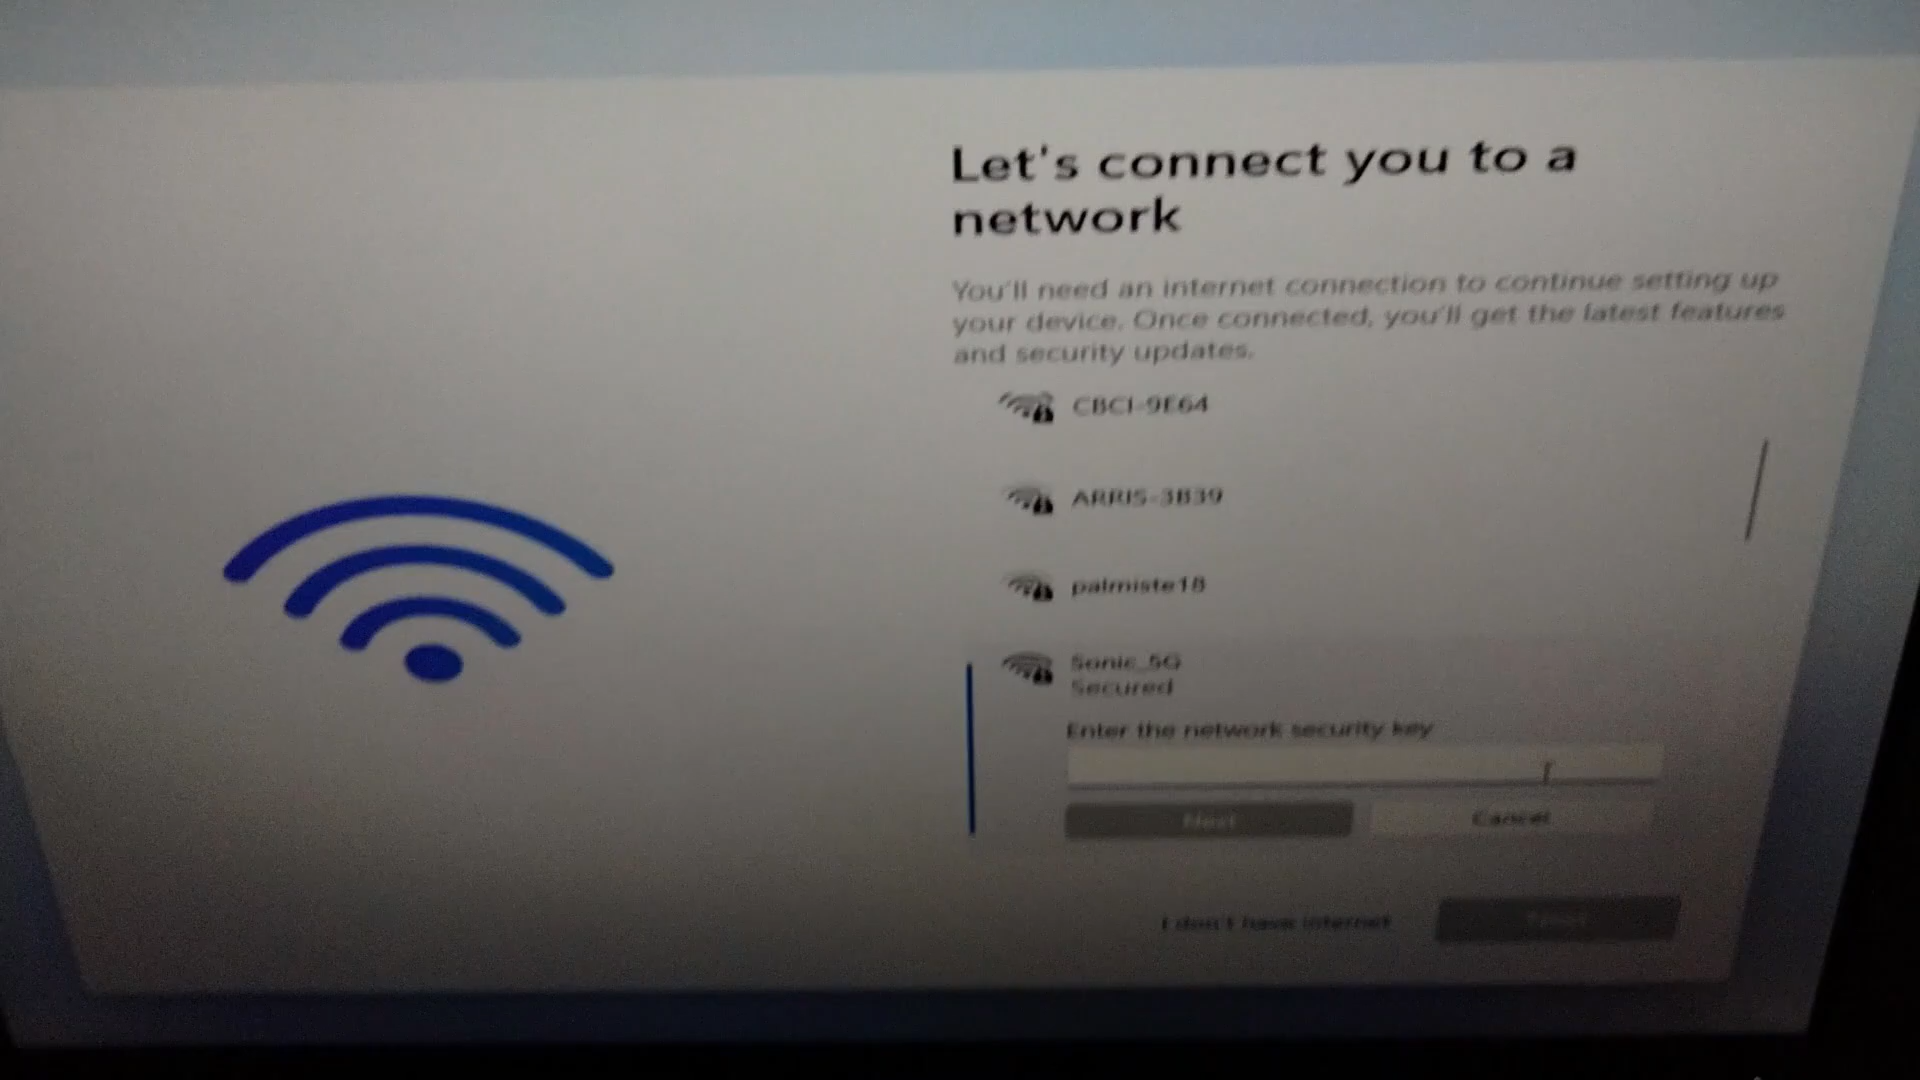 Let's connect you to a
network
You'll need an internet connection to continue setting up
your device. Once connected, you'll get the latest features
and security updates.
CBCI-9E64
ARRIS-3B39
palmiste18
Sonic_5G
Secured
Enter the network security key
Next
Cancel
I don't have internet
Next